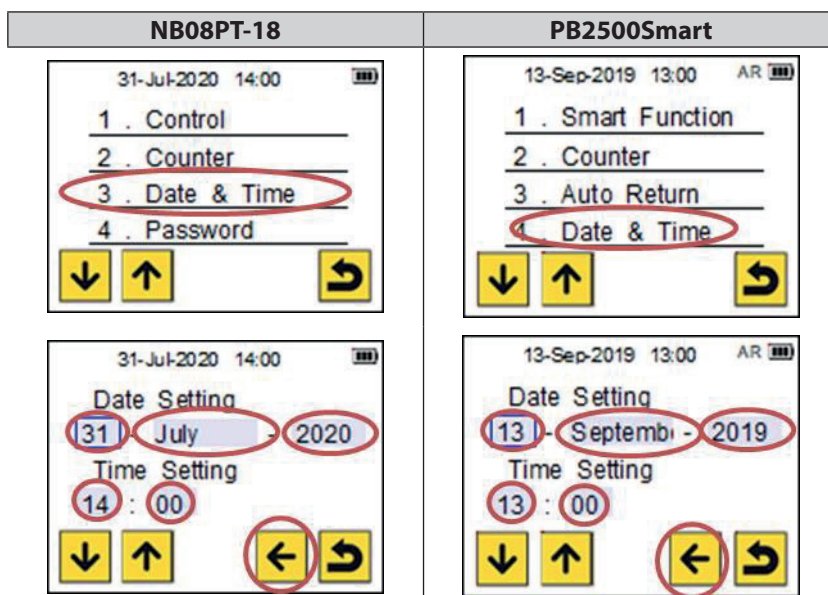 NB08PT-18
PB2500Smart
31-Jul-2020 14:00
1 . Control
2 . Counter
3 . Date & Time
4 . Password
13-Sep-2019 13:00 AR
1 . Smart Function
2 . Counter
3 . Auto Return
4 . Date & Time
31-Jul-2020 14:00
Date Setting
31 - July - 2020
Time Setting
14 : 00
13-Sep-2019 13:00 AR
Date Setting
13 - Septemb - 2019
Time Setting
13 : 00